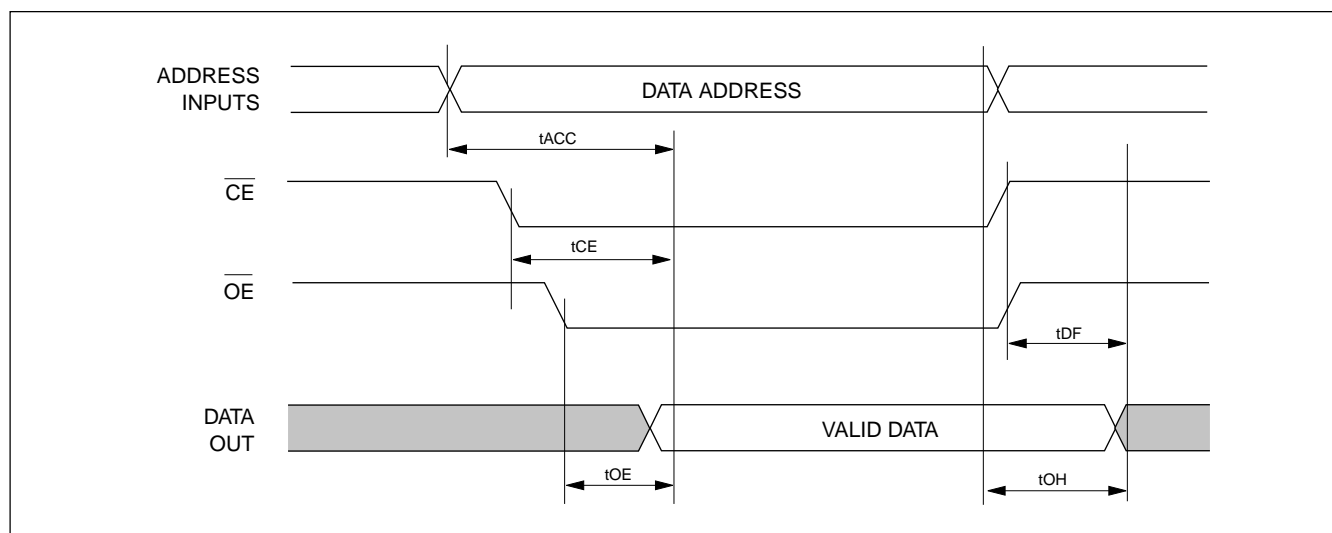 ADDRESS
INPUTS
DATA ADDRESS
tACC
CE
tCE
OE
tDF
DATA
OUT
VALID DATA
tOE
tOH